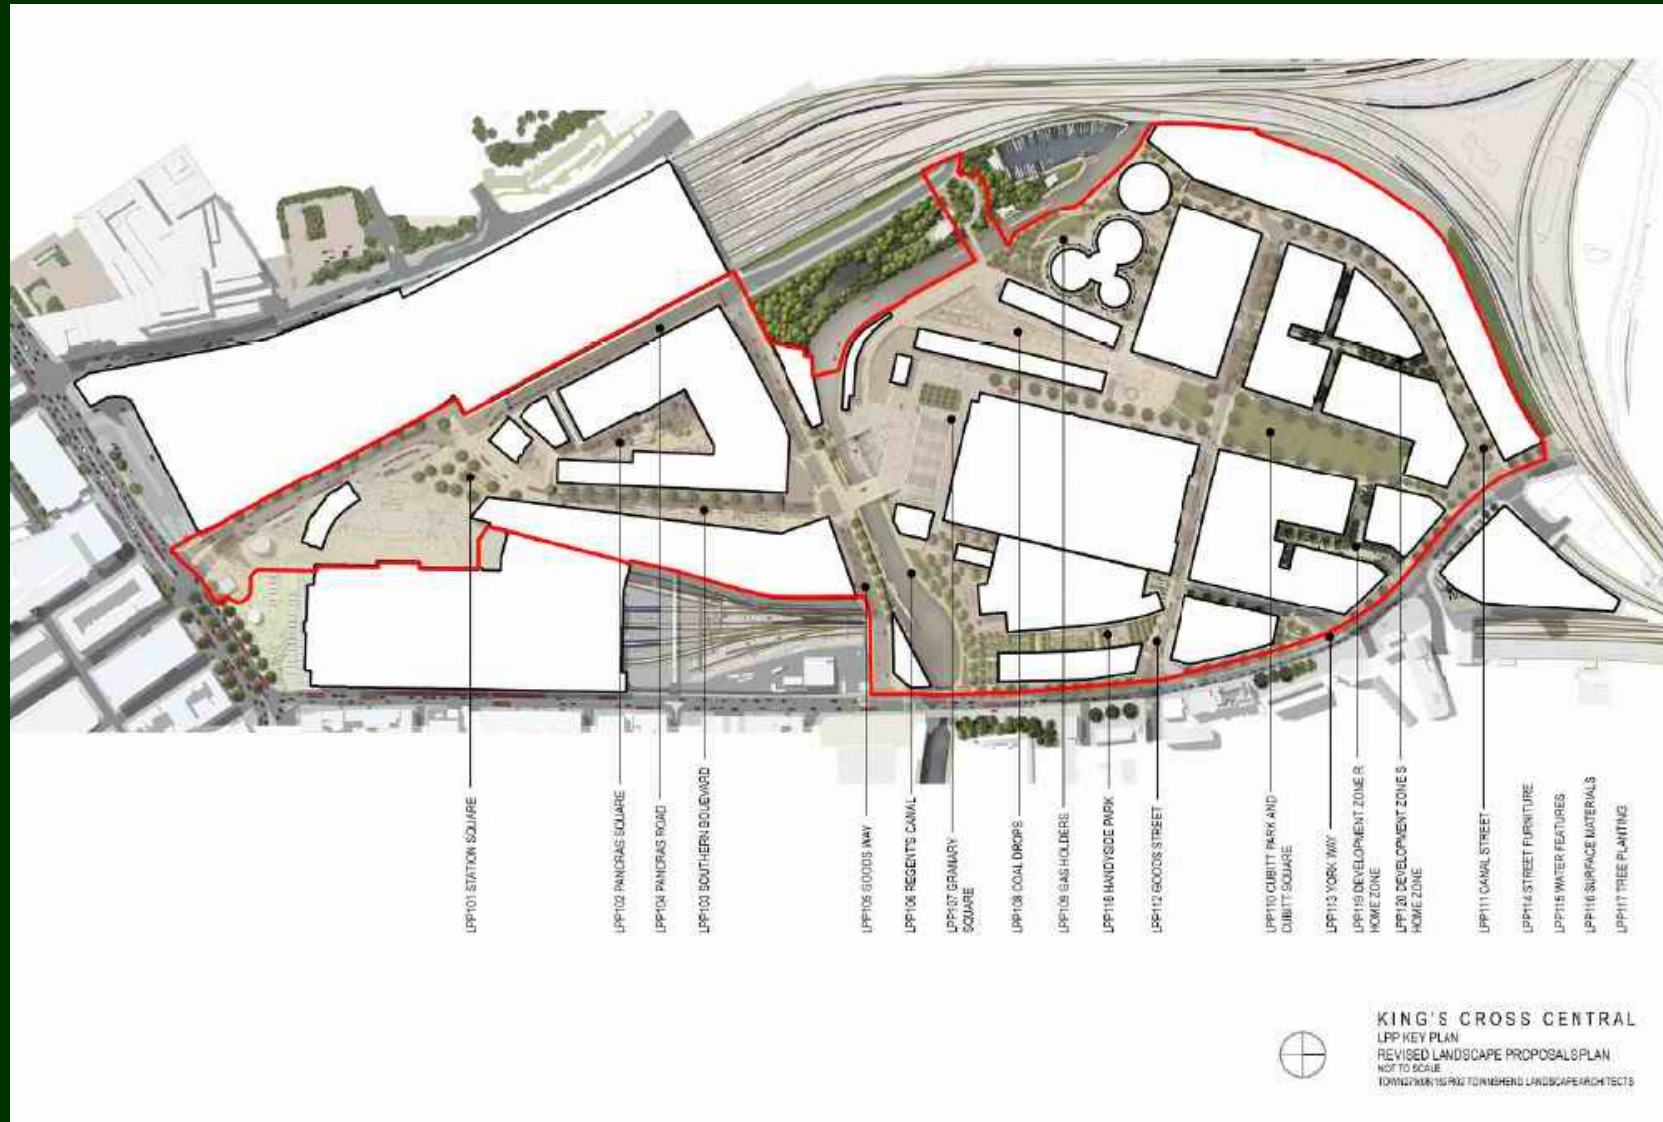 LPP101 STATION SQUARE
LPP102 PANCRAS SQUARE
LPP104 PANCRAS ROAD
LPP103 SOUTHERN BOULEVARD
LPP105 GOODS WAY
LPP106 REGENT'S CANAL
LPP107 GRANARY
SQUARE
LPP108 COAL DROPS
LPP109 GAS HOLDERS
LPP118 HANDYSIDE PARK
LPP112 GOODS STREET
LPP110 CUBITT PARK AND
CUBITT SQUARE
LPP113 YORK WAY
LPP119 DEVELOPMENT ZONE R
HOME ZONE
LPP120 DEVELOPMENT ZONE S
HOME ZONE
LPP111 CANAL STREET
LPP114 STREET FURNITURE
LPP115 WATER FEATURES
LPP116 SURFACE MATERIALS
LPP117 TREE PLANTING
KING'S CROSS CENTRAL
LPP KEY PLAN
REVISED LANDSCAPE PROPOSALS PLAN
NOT TO SCALE
TOWNSHEND LANDSCAPE ARCHITECTS